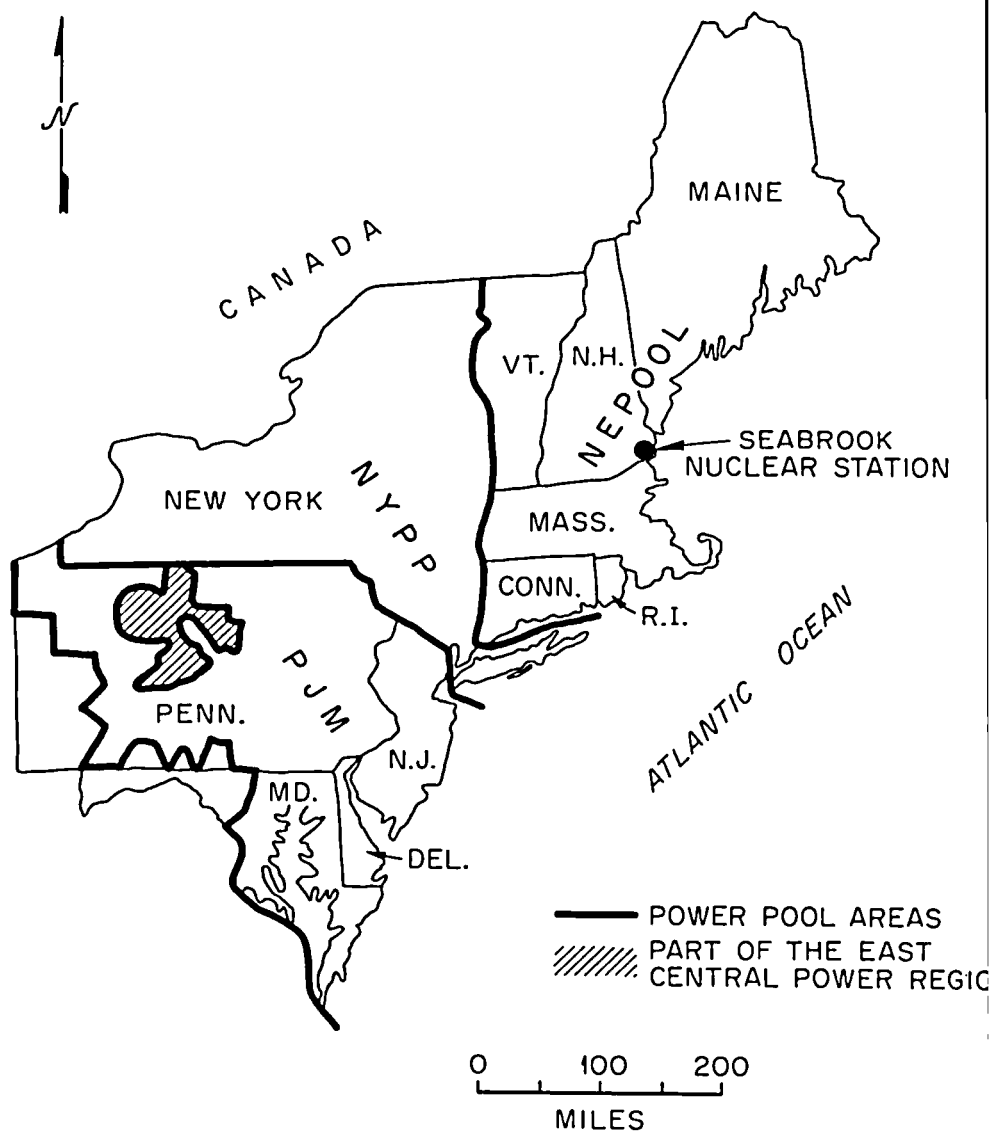 N
CANADA
MAINE
VT.
N.H.
NEPOOL
SEABROOK
NUCLEAR STATION
NEW YORK
NYPP
MASS.
CONN.
R.I.
ATLANTIC OCEAN
PJM
PENN.
N.J.
MD.
DEL.
POWER POOL AREAS
PART OF THE EAST
CENTRAL POWER REGIO
0 100 200
MILES